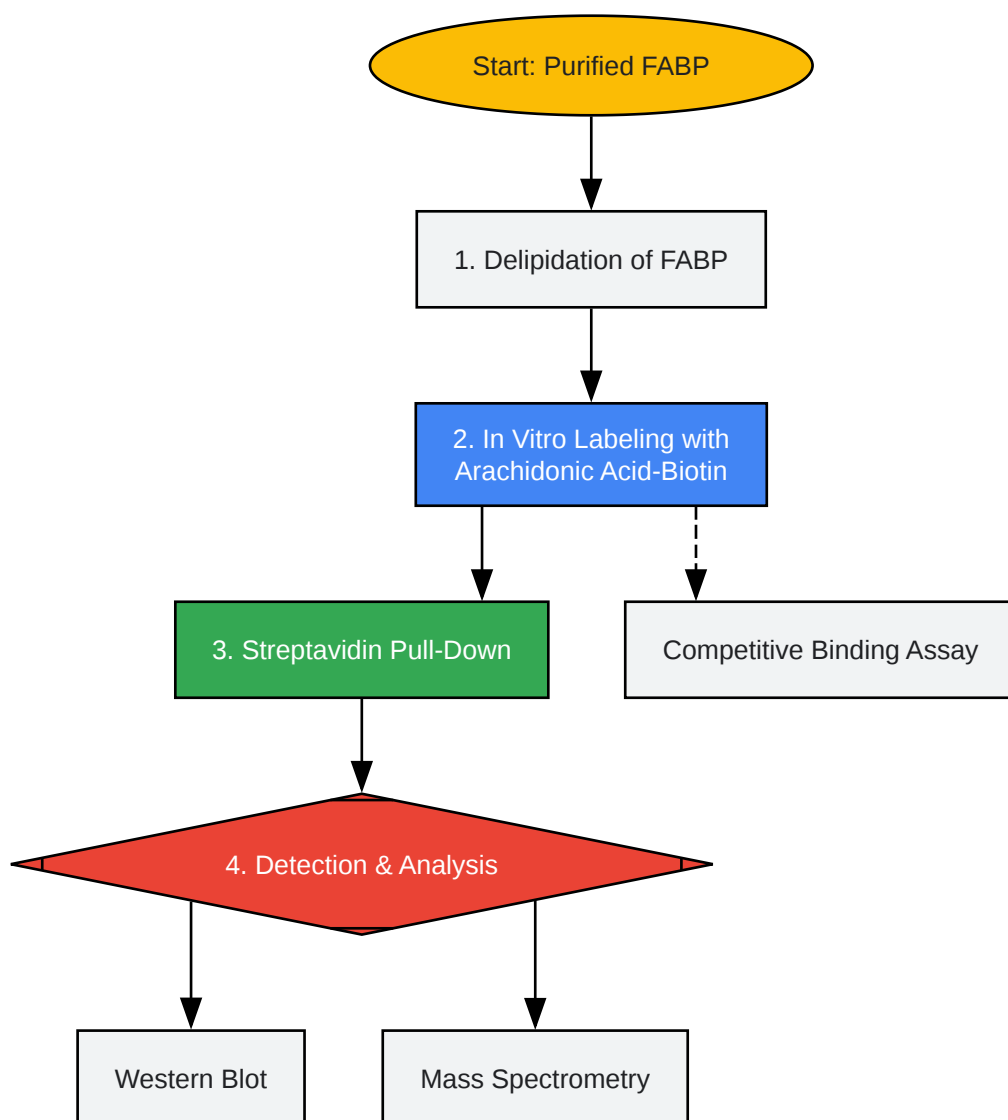 Start: Purified FABP
1. Delipidation of FABP
2. In Vitro Labeling with
Arachidonic Acid-Biotin
3. Streptavidin Pull-Down
Competitive Binding Assay
4. Detection & Analysis
Western Blot
Mass Spectrometry